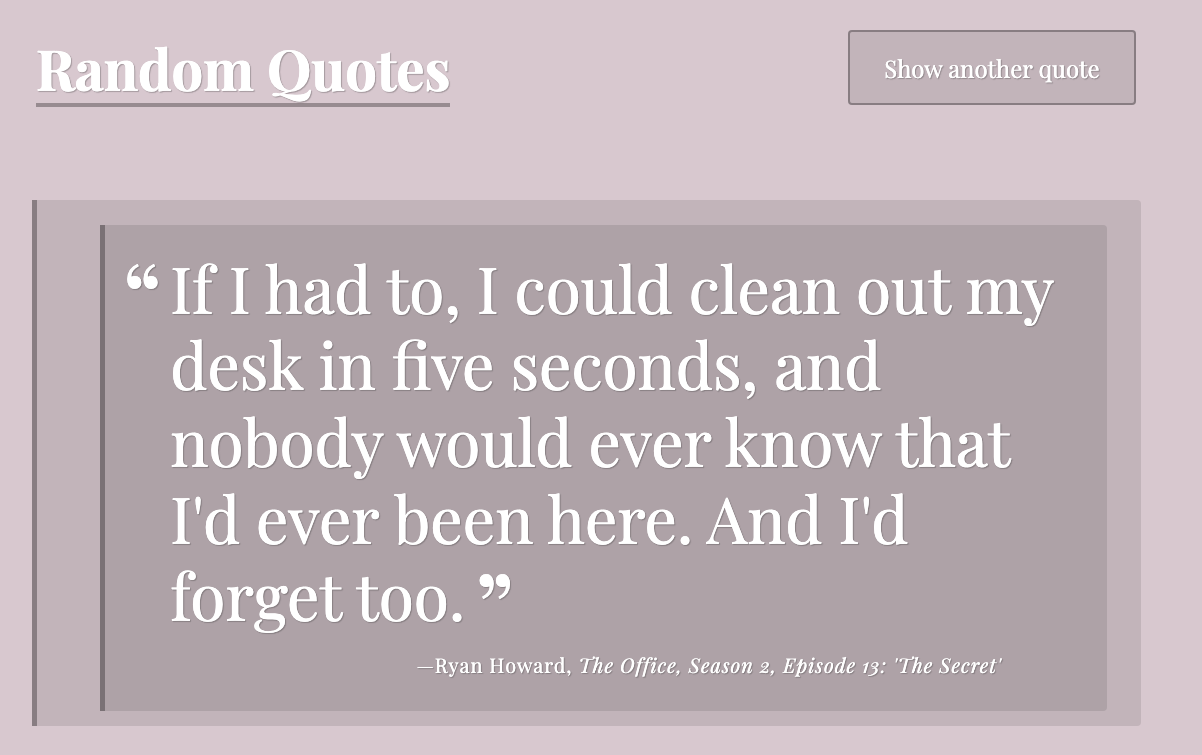 Random Quotes
Show another quote
“ If I had to, I could clean out my
desk in five seconds, and
nobody would ever know that
I'd ever been here. And I'd
forget too. ”
—Ryan Howard, The Office, Season 2, Episode 13: 'The Secret'